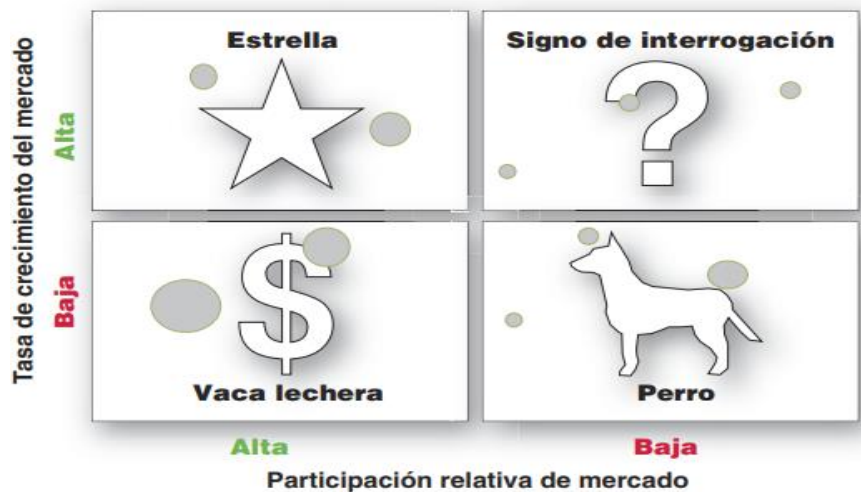 Tasa de crecimiento del mercado
Alta
Baja
Estrella
Signo de interrogación
?
$
Vaca lechera
Perro
Alta
Baja
Participación relativa de mercado